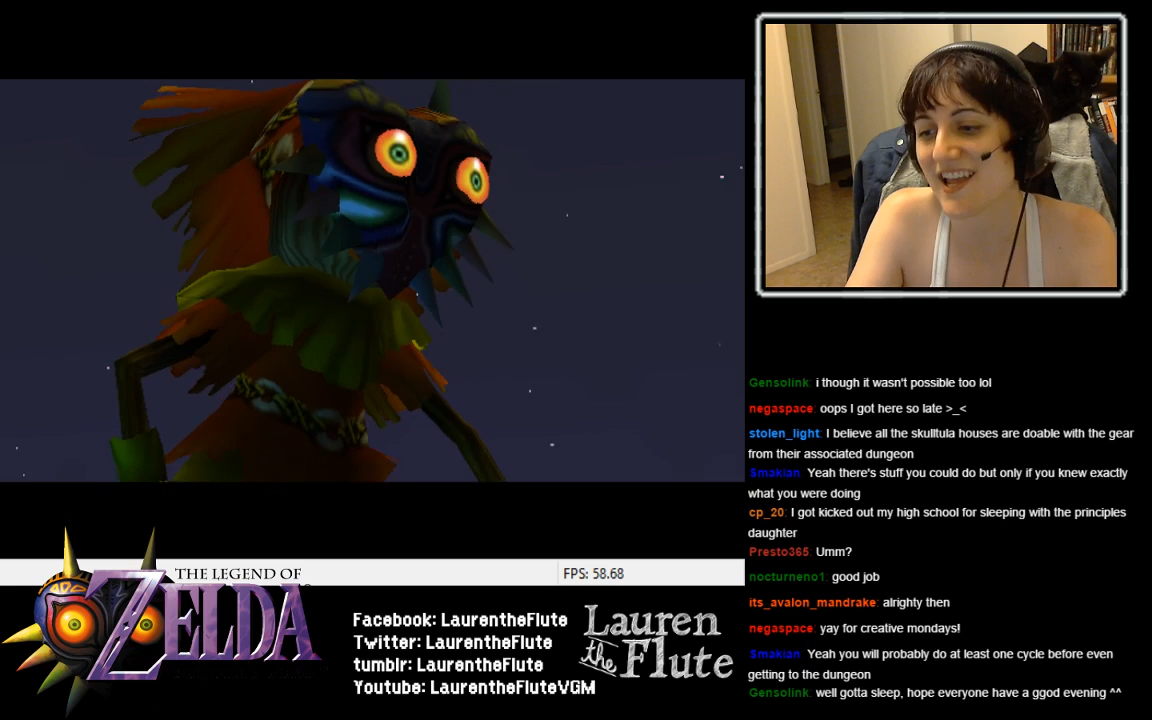 Gensolink: i though it wasn't possible too lol
negaspace: oops I got here so late >_<
stolen_light: I believe all the skulltula houses are doable with the gear
from their associated dungeon
Smakian: Yeah there's stuff you could do but only if you knew exactly
what you were doing
cp_20: I got kicked out my high school for sleeping with the principles
daughter
Presto365: Umm?
nocturneno1: good job
its_avalon_mandrake: alrighty then
negaspace: yay for creative mondays!
Smakian: Yeah you will probably do at least one cycle before even
getting to the dungeon
Gensolink: well gotta sleep, hope everyone have a ggod evening ^^
FPS: 58.68
THE LEGEND OF
ZELDA
Facebook: LaurentheFlute
Twitter: LaurentheFlute
tumblr: LaurentheFlute
Youtube: LaurentheFluteVGM
Lauren
the Flute